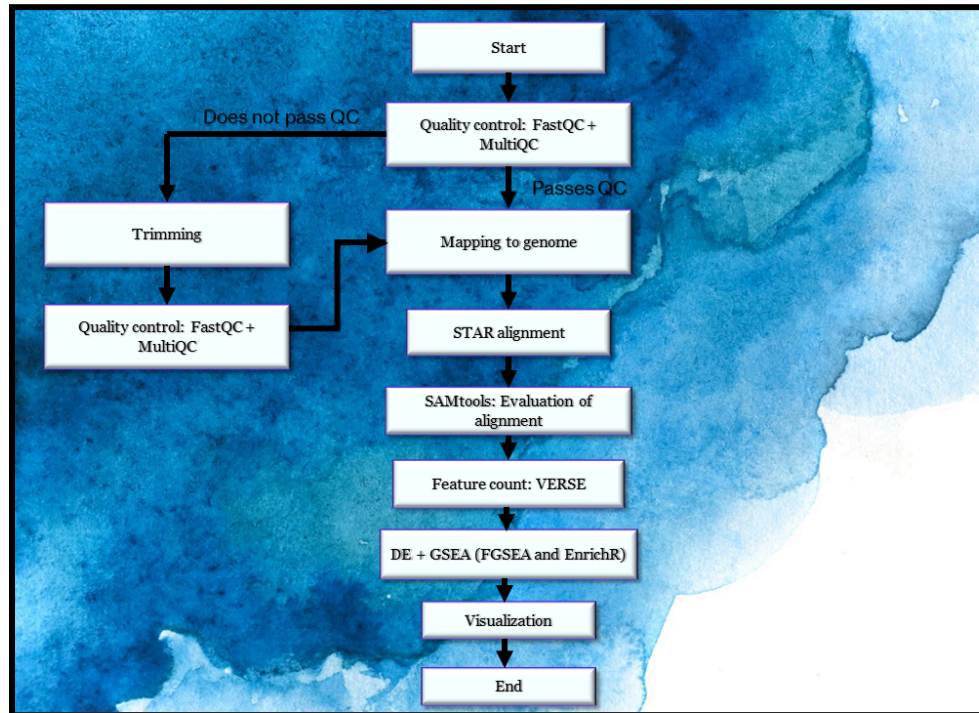 Start
Does not pass QC
Quality control: FastQC +
MultiQC
Passes QC
Trimming
Mapping to genome
Quality control: FastQC +
MultiQC
STAR alignment
SAMtools: Evaluation of
alignment
Feature count: VERSE
DE + GSEA (FGSEA and EnrichR)
Visualization
End